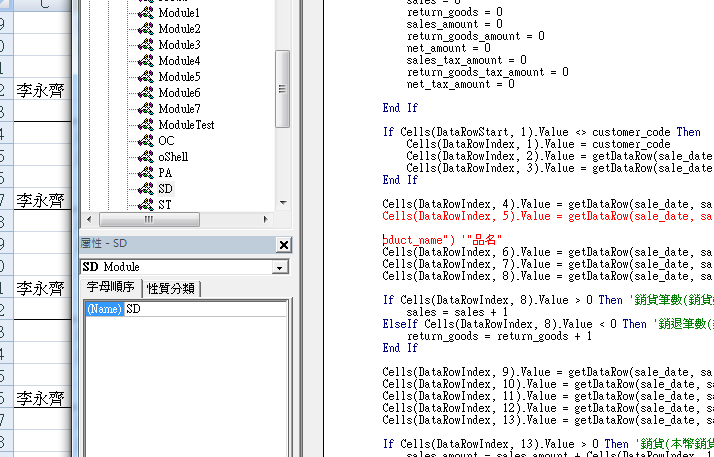 C
9
0
1
2 李永齊
3
4
5
6
7 李永齊
8
9
0
1 李永齊
2
3
4
5
6 李永齊
7
8
Module1
Module2
Module3
Module4
Module5
Module6
Module7
ModuleTest
OC
oShell
PA
SD
ST
屬性 - SD
SD Module
字母順序 性質分類
(Name) SD
sales = 0
return_goods = 0
sales_amount = 0
return_goods_amount = 0
net_amount = 0
sales_tax_amount = 0
return_goods_tax_amount = 0
net_tax_amount = 0
End If
If Cells(DataRowStart, 1).Value <> customer_code Then
Cells(DataRowIndex, 1).Value = customer_code
Cells(DataRowIndex, 2).Value = getDataRow(sale_date
Cells(DataRowIndex, 3).Value = getDataRow(sale_date
End If
Cells(DataRowIndex, 4).Value = getDataRow(sale_date, sa
Cells(DataRowIndex, 5).Value = getDataRow(sale_date, sa
oduct_name") '"品名"
Cells(DataRowIndex, 6).Value = getDataRow(sale_date, sa
Cells(DataRowIndex, 7).Value = getDataRow(sale_date, sa
Cells(DataRowIndex, 8).Value = getDataRow(sale_date, sa
If Cells(DataRowIndex, 8).Value > 0 Then '銷貨筆數(銷貨
sales = sales + 1
ElseIf Cells(DataRowIndex, 8).Value < 0 Then '銷退筆數(
return_goods = return_goods + 1
End If
Cells(DataRowIndex, 9).Value = getDataRow(sale_date, sa
Cells(DataRowIndex, 10).Value = getDataRow(sale_date, s
Cells(DataRowIndex, 11).Value = getDataRow(sale_date, s
Cells(DataRowIndex, 12).Value = getDataRow(sale_date, s
Cells(DataRowIndex, 13).Value = getDataRow(sale_date, s
If Cells(DataRowIndex, 13).Value > 0 Then '銷貨(本幣銷貨
sales_amount = sales_amount + Cells(DataRowIndex, 1